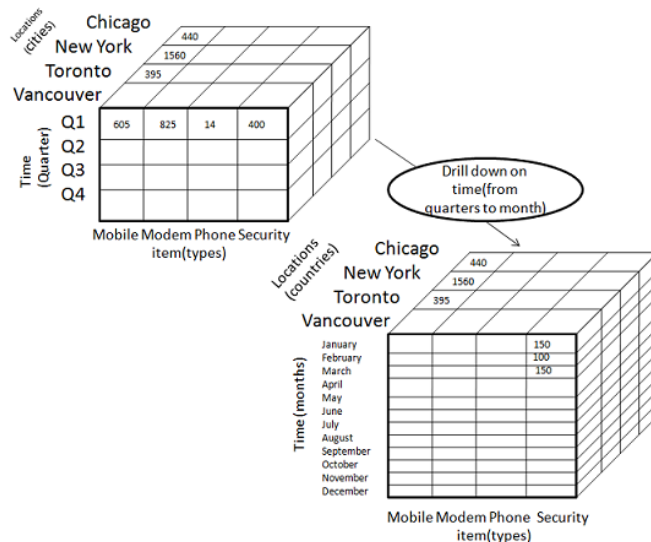 Locations
(cities)
Chicago
New York
Toronto
Vancouver
440
1560
395
Time
(Quarter)
Q1
Q2
Q3
Q4
605 825 14 400
Mobile Modem Phone Security
item(types)
Drill down on
time(from
quarters to month)
Locations
(countries)
Chicago
New York
Toronto
Vancouver
440
1560
395
Time (months)
January 150
February 100
March 150
April
May
June
July
August
September
October
November
December
Mobile Modem Phone Security
item(types)